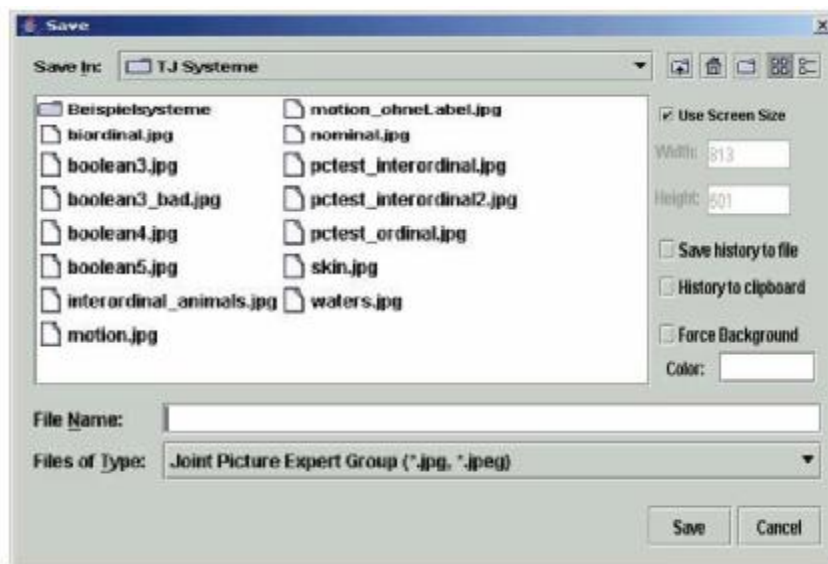 Save
Save In: TJ Systeme
Beispielsysteme
biordinal.jpg
boolean3.jpg
boolean3_bad.jpg
boolean4.jpg
boolean5.jpg
interordinal_animals.jpg
motion.jpg
motion_ohneLabel.jpg
nominal.jpg
pctest_interordinal.jpg
pctest_interordinal2.jpg
pctest_ordinal.jpg
skin.jpg
waters.jpg
Use Screen Size
Width: 813
Height: 601
Save history to file
History to clipboard
Force Background
Color:
File Name:
Files of Type: Joint Picture Expert Group (*.jpg, *.jpeg)
Save Cancel